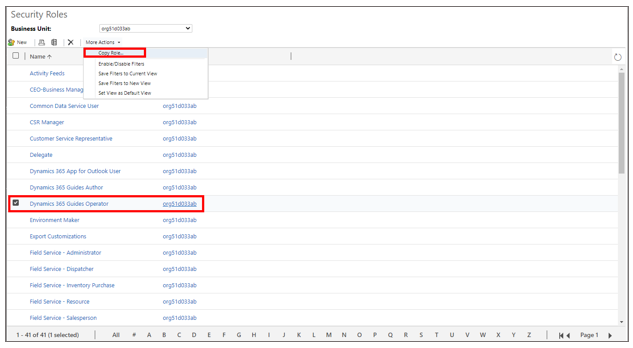 Security Roles
Business Unit: org51d033ab
New More Actions
Copy Role...
Enable/Disable Filters
Save Filters to Current View
Save Filters to New View
Set View as Default View
Name
Activity Feeds
CEO-Business Manag
Common Data Service User org51d033ab
CSR Manager org51d033ab
Customer Service Representative org51d033ab
Delegate org51d033ab
Dynamics 365 App for Outlook User org51d033ab
Dynamics 365 Guides Author org51d033ab
Dynamics 365 Guides Operator org51d033ab
Environment Maker org51d033ab
Export Customizations org51d033ab
Field Service - Administrator org51d033ab
Field Service - Dispatcher org51d033ab
Field Service - Inventory Purchase org51d033ab
Field Service - Resource org51d033ab
Field Service - Salesperson org51d033ab
1 - 41 of 41 (1 selected) All # A B C D E F G H I J K L M N O P Q R S T U V W X Y Z Page 1